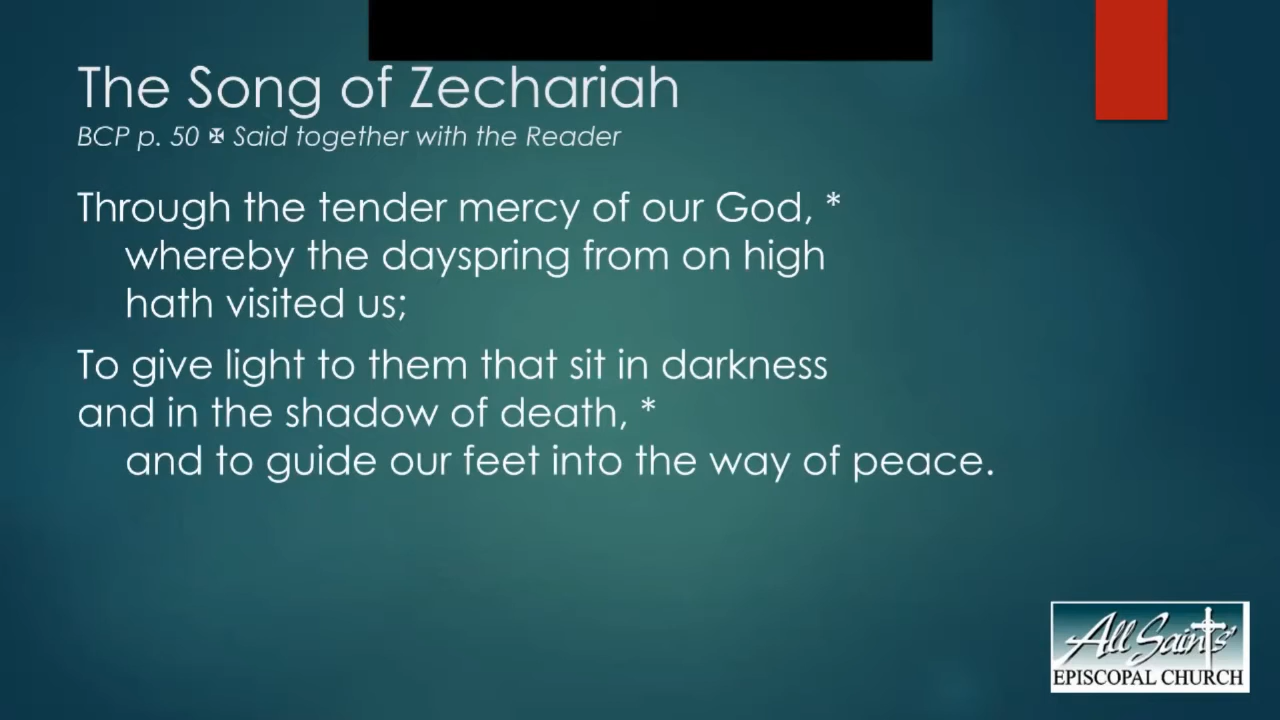 The Song of Zechariah
BCP p. 50 ✠ Said together with the Reader
Through the tender mercy of our God, *
whereby the dayspring from on high
hath visited us;
To give light to them that sit in darkness
and in the shadow of death, *
and to guide our feet into the way of peace.
All Saints'
EPISCOPAL CHURCH